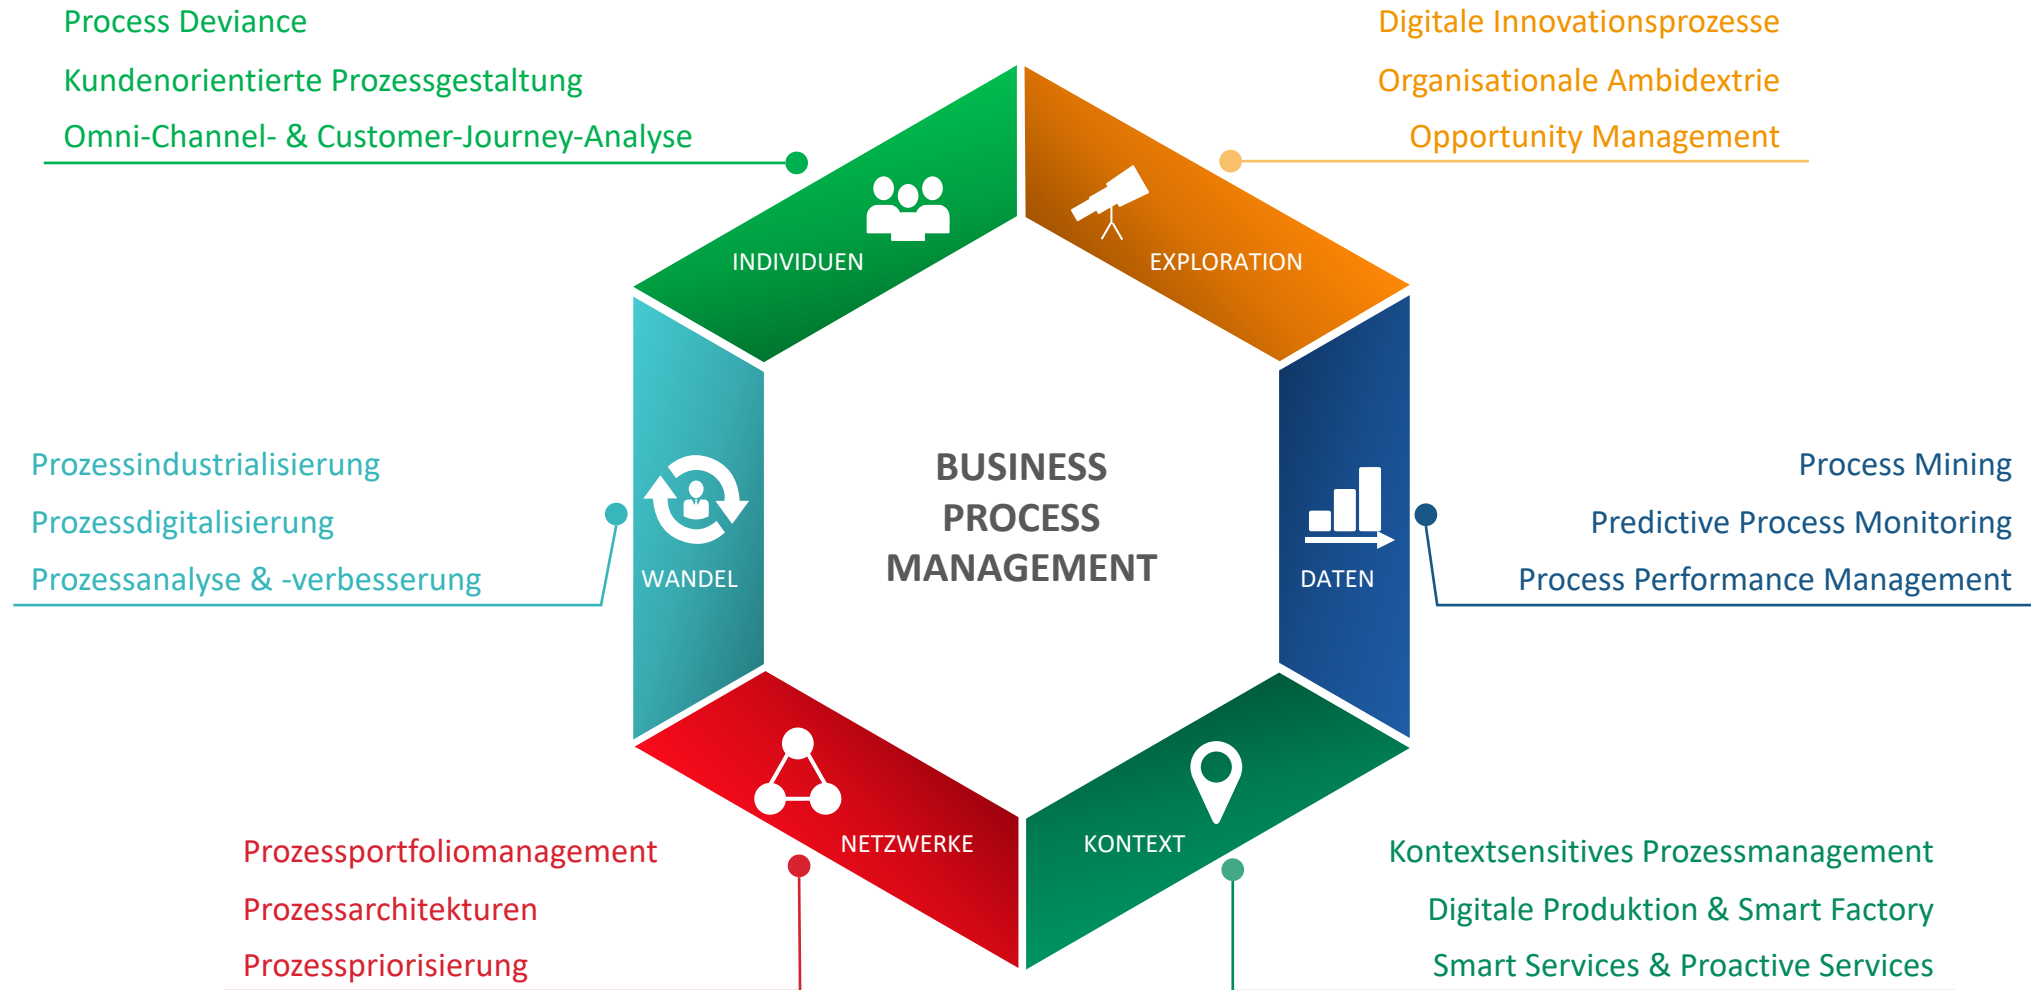 Process Deviance
Kundenorientierte Prozessgestaltung
Omni-Channel- & Customer-Journey-Analyse
Digitale Innovationsprozesse
Organisationale Ambidextrie
Opportunity Management
INDIVIDUEN
EXPLORATION
Prozessindustrialisierung
Prozessdigitalisierung
Prozessanalyse & -verbesserung
WANDEL
BUSINESS
PROCESS
MANAGEMENT
DATEN
Process Mining
Predictive Process Monitoring
Process Performance Management
NETZWERKE
KONTEXT
Prozessportfoliomanagement
Prozessarchitekturen
Prozesspriorisierung
Kontextsensitives Prozessmanagement
Digitale Produktion & Smart Factory
Smart Services & Proactive Services